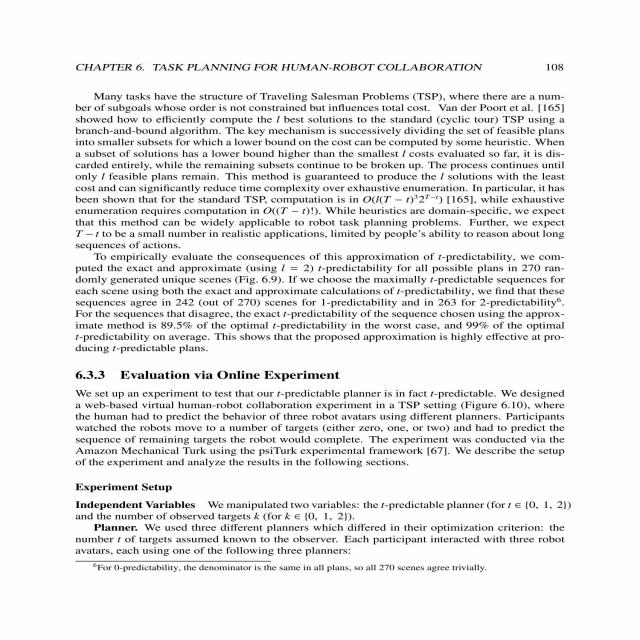 CHAPTER 6. TASK PLANNING FOR HUMAN-ROBOT COLLABORATION 108
Many tasks have the structure of Traveling Salesman Problems (TSP), where there are a num-
ber of subgoals whose order is not constrained but influences total cost. Van der Poort et al. [165]
showed how to efficiently compute the l best solutions to the standard (cyclic tour) TSP using a
branch-and-bound algorithm. The key mechanism is successively dividing the set of feasible plans
into smaller subsets for which a lower bound on the cost can be computed by some heuristic. When
a subset of solutions has a lower bound higher than the smallest l costs evaluated so far, it is dis-
carded entirely, while the remaining subsets continue to be broken up. The process continues until
only l feasible plans remain. This method is guaranteed to produce the l solutions with the least
cost and can significantly reduce time complexity over exhaustive enumeration. In particular, it has
been shown that for the standard TSP, computation is in O(l(T − t)³2ᵀ⁻ᵗ) [165], while exhaustive
enumeration requires computation in O((T − t)!). While heuristics are domain-specific, we expect
that this method can be widely applicable to robot task planning problems. Further, we expect
T − t to be a small number in realistic applications, limited by people's ability to reason about long
sequences of actions.
To empirically evaluate the consequences of this approximation of t-predictability, we com-
puted the exact and approximate (using l = 2) t-predictability for all possible plans in 270 ran-
domly generated unique scenes (Fig. 6.9). If we choose the maximally t-predictable sequences for
each scene using both the exact and approximate calculations of t-predictability, we find that these
sequences agree in 242 (out of 270) scenes for 1-predictability and in 263 for 2-predictability⁶.
For the sequences that disagree, the exact t-predictability of the sequence chosen using the approx-
imate method is 89.5% of the optimal t-predictability in the worst case, and 99% of the optimal
t-predictability on average. This shows that the proposed approximation is highly effective at pro-
ducing t-predictable plans.
6.3.3 Evaluation via Online Experiment
We set up an experiment to test that our t-predictable planner is in fact t-predictable. We designed
a web-based virtual human-robot collaboration experiment in a TSP setting (Figure 6.10), where
the human had to predict the behavior of three robot avatars using different planners. Participants
watched the robots move to a number of targets (either zero, one, or two) and had to predict the
sequence of remaining targets the robot would complete. The experiment was conducted via the
Amazon Mechanical Turk using the psiTurk experimental framework [67]. We describe the setup
of the experiment and analyze the results in the following sections.
Experiment Setup
Independent Variables We manipulated two variables: the t-predictable planner (for t ∈ {0, 1, 2})
and the number of observed targets k (for k ∈ {0, 1, 2}).
Planner. We used three different planners which differed in their optimization criterion: the
number t of targets assumed known to the observer. Each participant interacted with three robot
avatars, each using one of the following three planners:
⁶For 0-predictability, the denominator is the same in all plans, so all 270 scenes agree trivially.